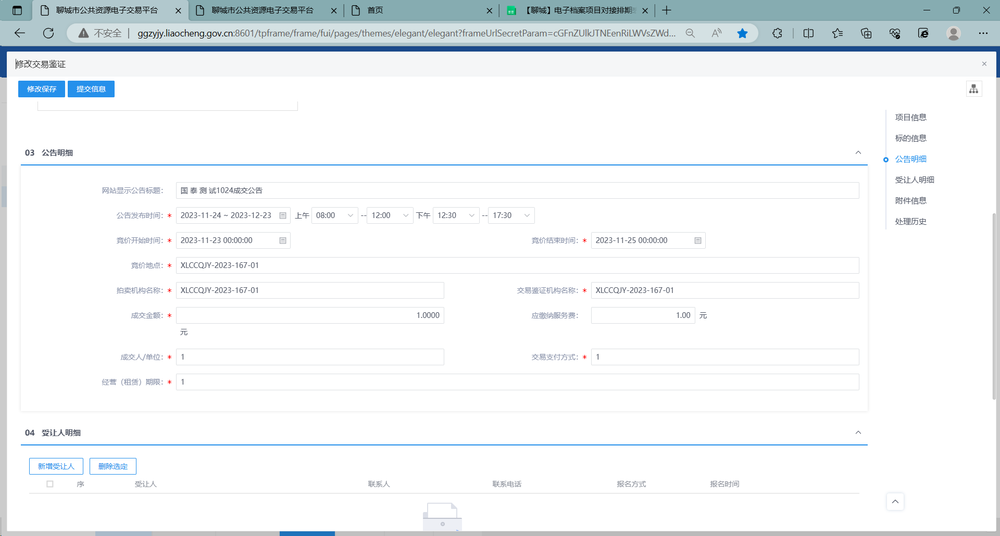 聊城市公共资源电子交易平台
聊城市公共资源电子交易平台
首页
【聊城】电子档案项目对接排期
不安全
ggzyjy.liaocheng.gov.cn:8601/tpframe/frame/fui/pages/themes/elegant/elegant?frameUrlSecretParam=cGFnZUlkJTNEenRiLWVsZWd...
修改交易鉴证
修改保存 提交信息
项目信息
标的信息
公告明细
受让人明细
附件信息
处理历史
03 公告明细
网站显示公告标题: 国 泰 测 试1024成交公告
公告发布时间: * 2023-11-24 ~ 2023-12-23 上午 08:00 -- 12:00 下午 12:30 -- 17:30
竞价开始时间: * 2023-11-23 00:00:00 竞价结束时间: * 2023-11-25 00:00:00
竞价地点: * XLCCQJY-2023-167-01
拍卖机构名称: * XLCCQJY-2023-167-01 交易鉴证机构名称: * XLCCQJY-2023-167-01
成交金额: * 1.0000 应缴纳服务费: 1.00 元
元
成交人/单位: * 1 交易支付方式: * 1
经营（租赁）期限: * 1
04 受让人明细
新增受让人 删除选定
序 受让人 联系人 联系电话 报名方式 报名时间